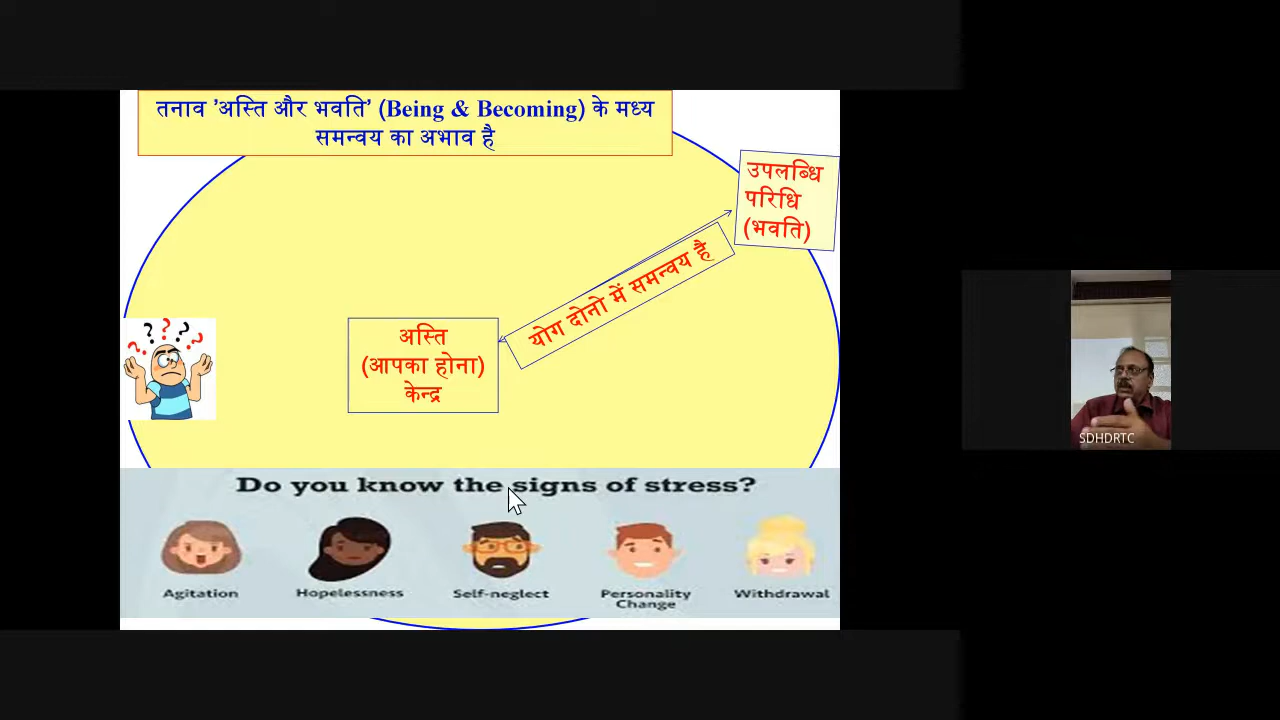 तनाव 'अस्ति और भवति' (Being & Becoming) के मध्य
समन्वय का अभाव है
उपलब्धि
परिधि
(भवति)
योग दोनो में समन्वय है
अस्ति
(आपका होना)
केन्द्र
? ? ? ? ?
Do you know the signs of stress?
Agitation
Hopelessness
Self-neglect
Personality
Change
Withdrawal
SDHDRTC